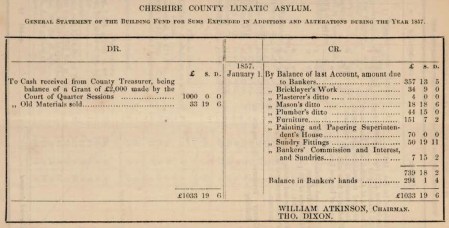 CHESHIRE COUNTY LUNATIC ASYLUM.
GENERAL STATEMENT OF THE BUILDING FUND FOR SUMS EXPENDED IN ADDITIONS AND ALTERATIONS DURING THE YEAR 1857.
DR.
£ S. D.
To Cash received from County Treasurer, being
balance of a Grant of £2,000 made by the
Court of Quarter Sessions 1000 0 0
„ Old Materials sold 33 19 6
£1033 19 6
1857.
January 1.
CR.
£ S. D.
By Balance of last Account, amount due
to Bankers 357 13 5
„ Bricklayer's Work 34 9 0
„ Plasterer's ditto 4 0 0
„ Mason's ditto 18 18 6
„ Plumber's ditto 44 15 0
„ Furniture 151 7 2
„ Painting and Papering Superinten-
dent's House 70 0 0
„ Sundry Fittings 50 19 11
„ Bankers' Commission and Interest,
and Sundries 7 15 2
739 18 2
Balance in Bankers' hands 294 1 4
£1033 19 6
WILLIAM ATKINSON, CHAIRMAN.
THO. DIXON.